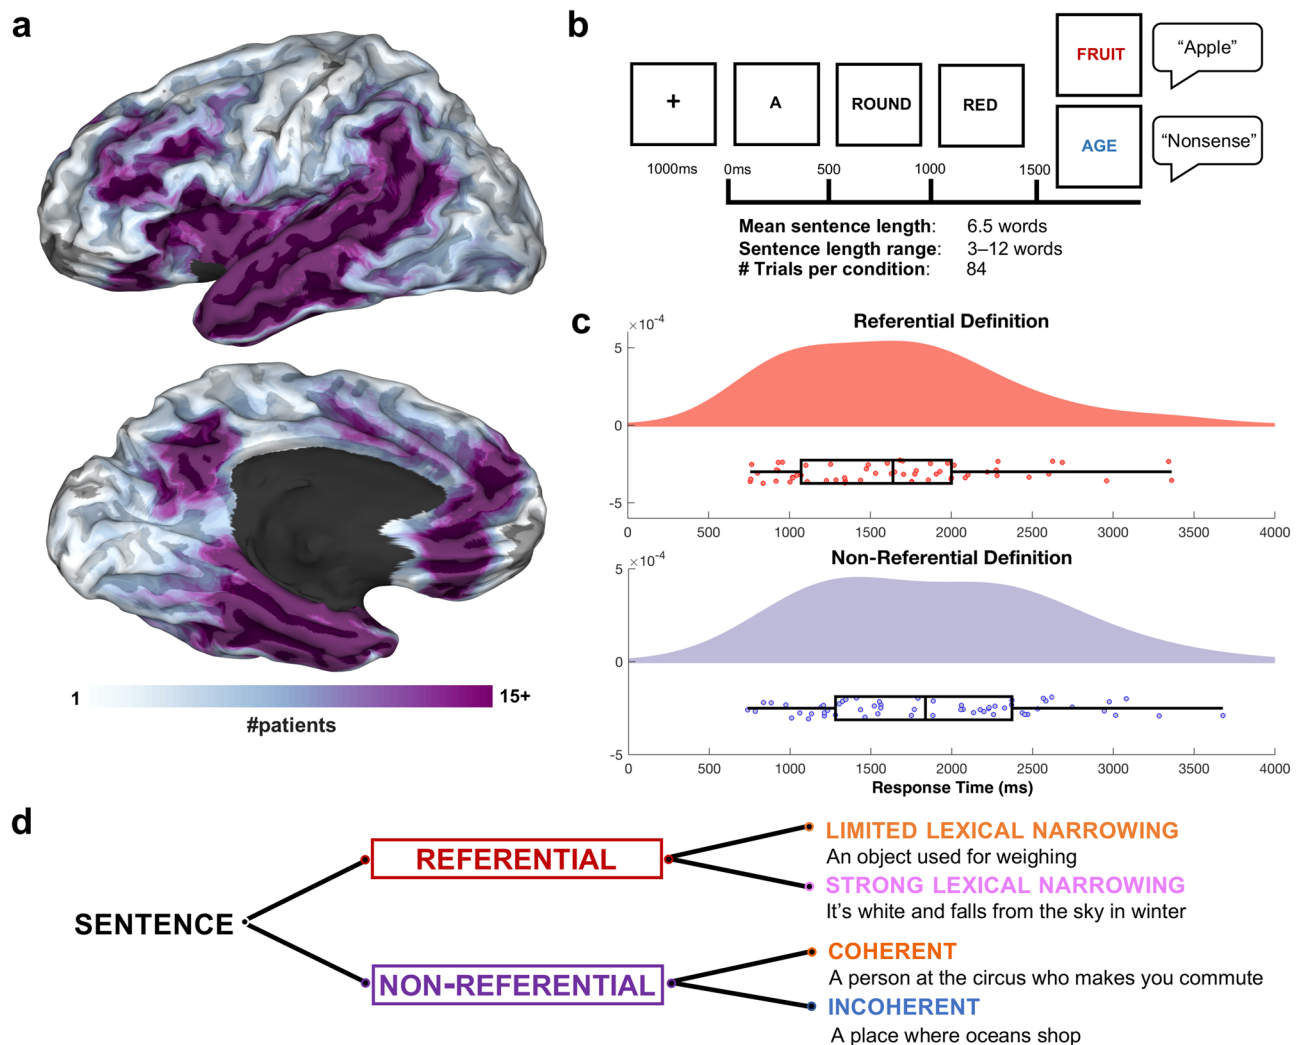 a
1
15+
#patients
b
+
A
ROUND
RED
FRUIT
AGE
“Apple”
“Nonsense”
1000ms
0ms
500
1000
1500
Mean sentence length: 6.5 words
Sentence length range: 3–12 words
# Trials per condition: 84
c
Referential Definition
×10⁻⁴
5
0
-5
0 500 1000 1500 2000 2500 3000 3500 4000
Non-Referential Definition
×10⁻⁴
5
0
-5
0 500 1000 1500 2000 2500 3000 3500 4000
Response Time (ms)
d
SENTENCE
REFERENTIAL
LIMITED LEXICAL NARROWING
An object used for weighing
STRONG LEXICAL NARROWING
It’s white and falls from the sky in winter
NON-REFERENTIAL
COHERENT
A person at the circus who makes you commute
INCOHERENT
A place where oceans shop